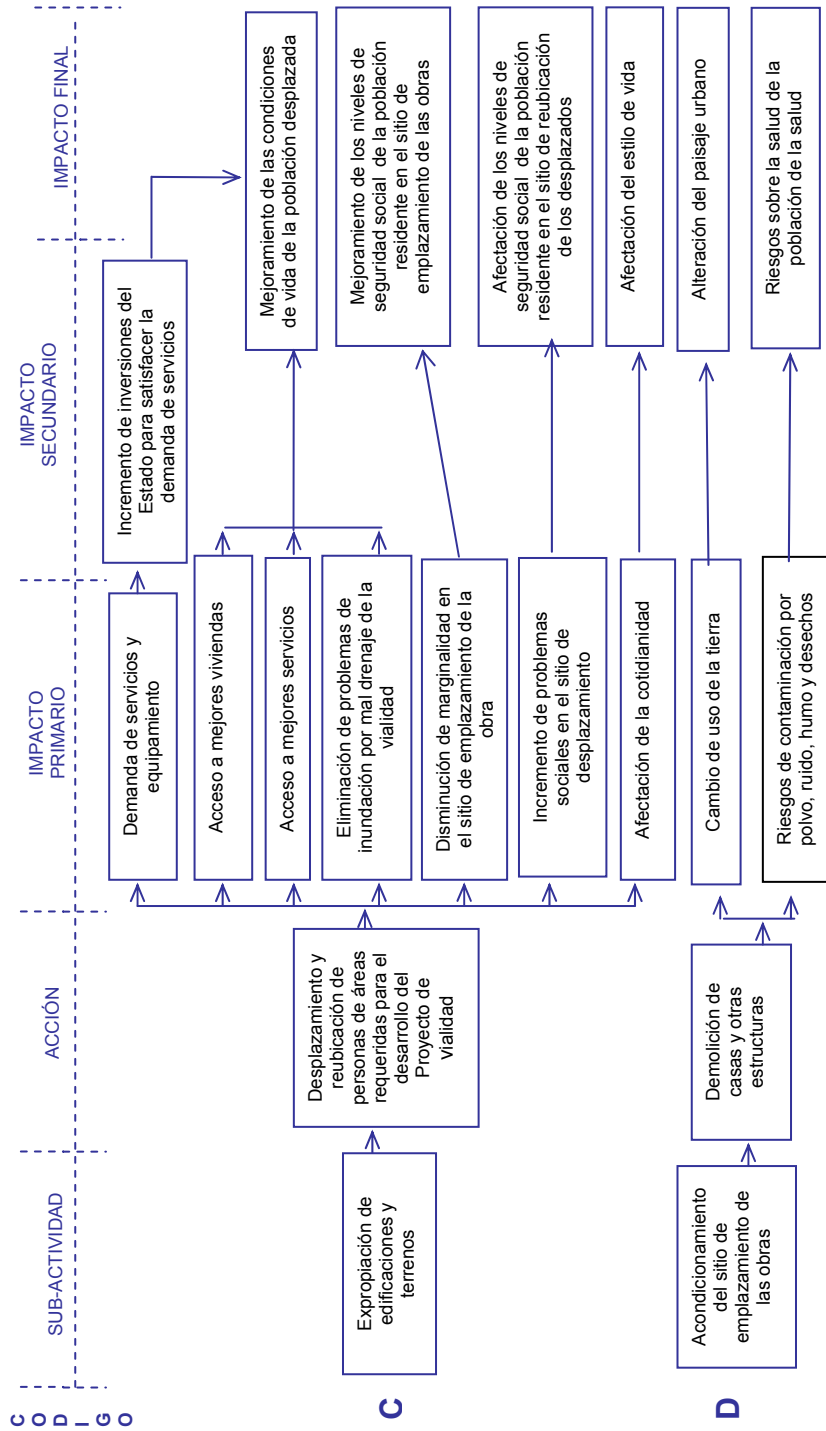 C
O
D
I
G
O
SUB-ACTIVIDAD
ACCIÓN
IMPACTO
PRIMARIO
IMPACTO
SECUNDARIO
IMPACTO FINAL
C
Expropiación de
edificaciones y
terrenos
Desplazamiento y
reubicación de
personas de áreas
requeridas para el
desarrollo del
Proyecto de
vialidad
Demanda de servicios y
equipamiento
Incremento de inversiones del
Estado para satisfacer la
demanda de servicios
Acceso a mejores viviendas
Acceso a mejores servicios
Eliminación de problemas de
inundación por mal drenaje de la
vialidad
Mejoramiento de las condiciones
de vida de la población desplazada
Disminución de marginalidad en
el sitio de emplazamiento de la
obra
Mejoramiento de los niveles de
seguridad social  de la población
residente en el sitio de
emplazamiento de las obras
Incremento de problemas
sociales en el sitio de
desplazamiento
Afectación de los niveles de
seguridad social  de la población
residente en el sitio de reubicación
de los desplazados
Afectación de la cotidianidad
Afectación del estilo de vida
D
Acondicionamiento
del sitio de
emplazamiento de
las obras
Demolición de
casas y otras
estructuras
Cambio de uso de la tierra
Alteración del paisaje urbano
Riesgos de contaminación por
polvo, ruido, humo y desechos
Riesgos sobre la salud de la
población de la salud